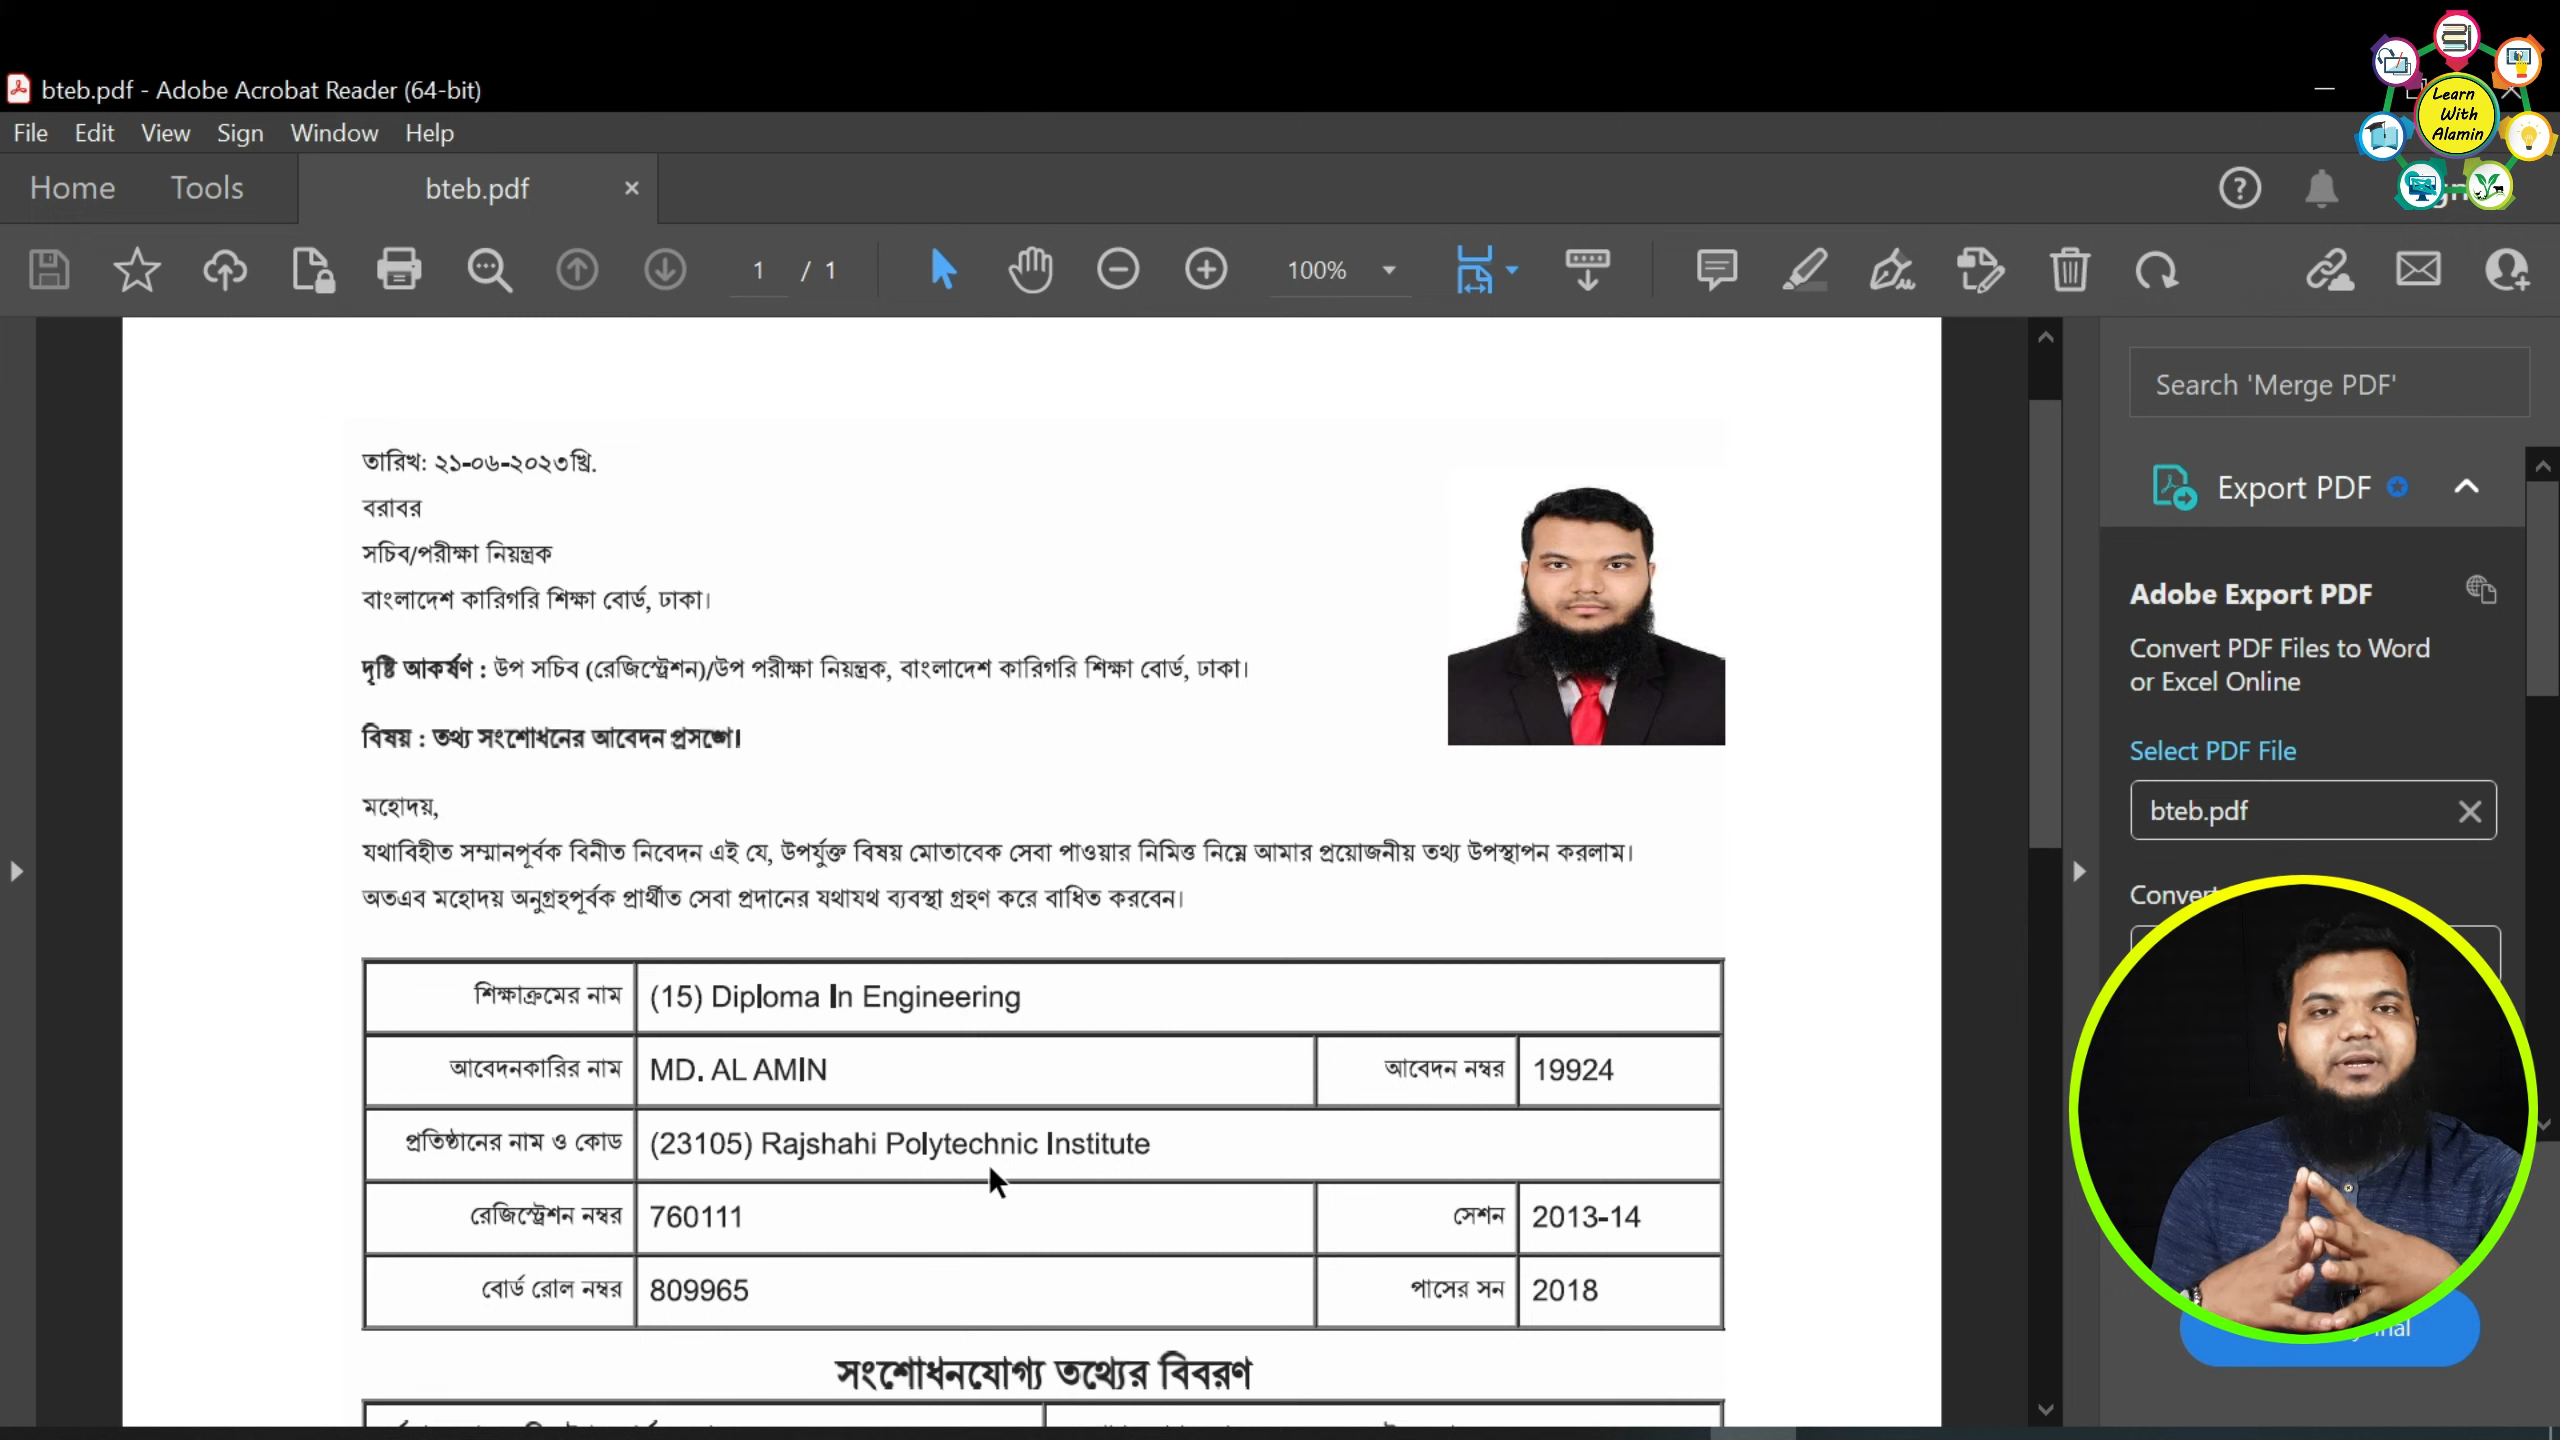 bteb.pdf - Adobe Acrobat Reader (64-bit)
Learn
With
Alamin
File Edit View Sign Window Help
Home Tools bteb.pdf
1 / 1 100%
Search 'Merge PDF'
তারিখ: ২১-০৬-২০২৩খ্রি.
বরাবর
সচিব/পরীক্ষা নিয়ন্ত্রক
বাংলাদেশ কারিগরি শিক্ষা বোর্ড, ঢাকা।
দৃষ্টি আকর্ষণ : উপ সচিব (রেজিস্ট্রেশন)/উপ পরীক্ষা নিয়ন্ত্রক, বাংলাদেশ কারিগরি শিক্ষা বোর্ড, ঢাকা।
বিষয় : তথ্য সংশোধনের আবেদন প্রসঙ্গে।
মহোদয়,
যথাবিহীত সম্মানপূর্বক বিনীত নিবেদন এই যে, উপর্যুক্ত বিষয় মোতাবেক সেবা পাওয়ার নিমিত্ত নিম্নে আমার প্রয়োজনীয় তথ্য উপস্থাপন করলাম।
অতএব মহোদয় অনুগ্রহপূর্বক প্রার্থীত সেবা প্রদানের যথাযথ ব্যবস্থা গ্রহণ করে বাধিত করবেন।
শিক্ষাক্রমের নাম (15) Diploma In Engineering
আবেদনকারির নাম MD. AL AMIN আবেদন নম্বর 19924
প্রতিষ্ঠানের নাম ও কোড (23105) Rajshahi Polytechnic Institute
রেজিস্ট্রেশন নম্বর 760111 সেশন 2013-14
বোর্ড রোল নম্বর 809965 পাসের সন 2018
সংশোধনযোগ্য তথ্যের বিবরণ
Export PDF
Adobe Export PDF
Convert PDF Files to Word
or Excel Online
Select PDF File
bteb.pdf